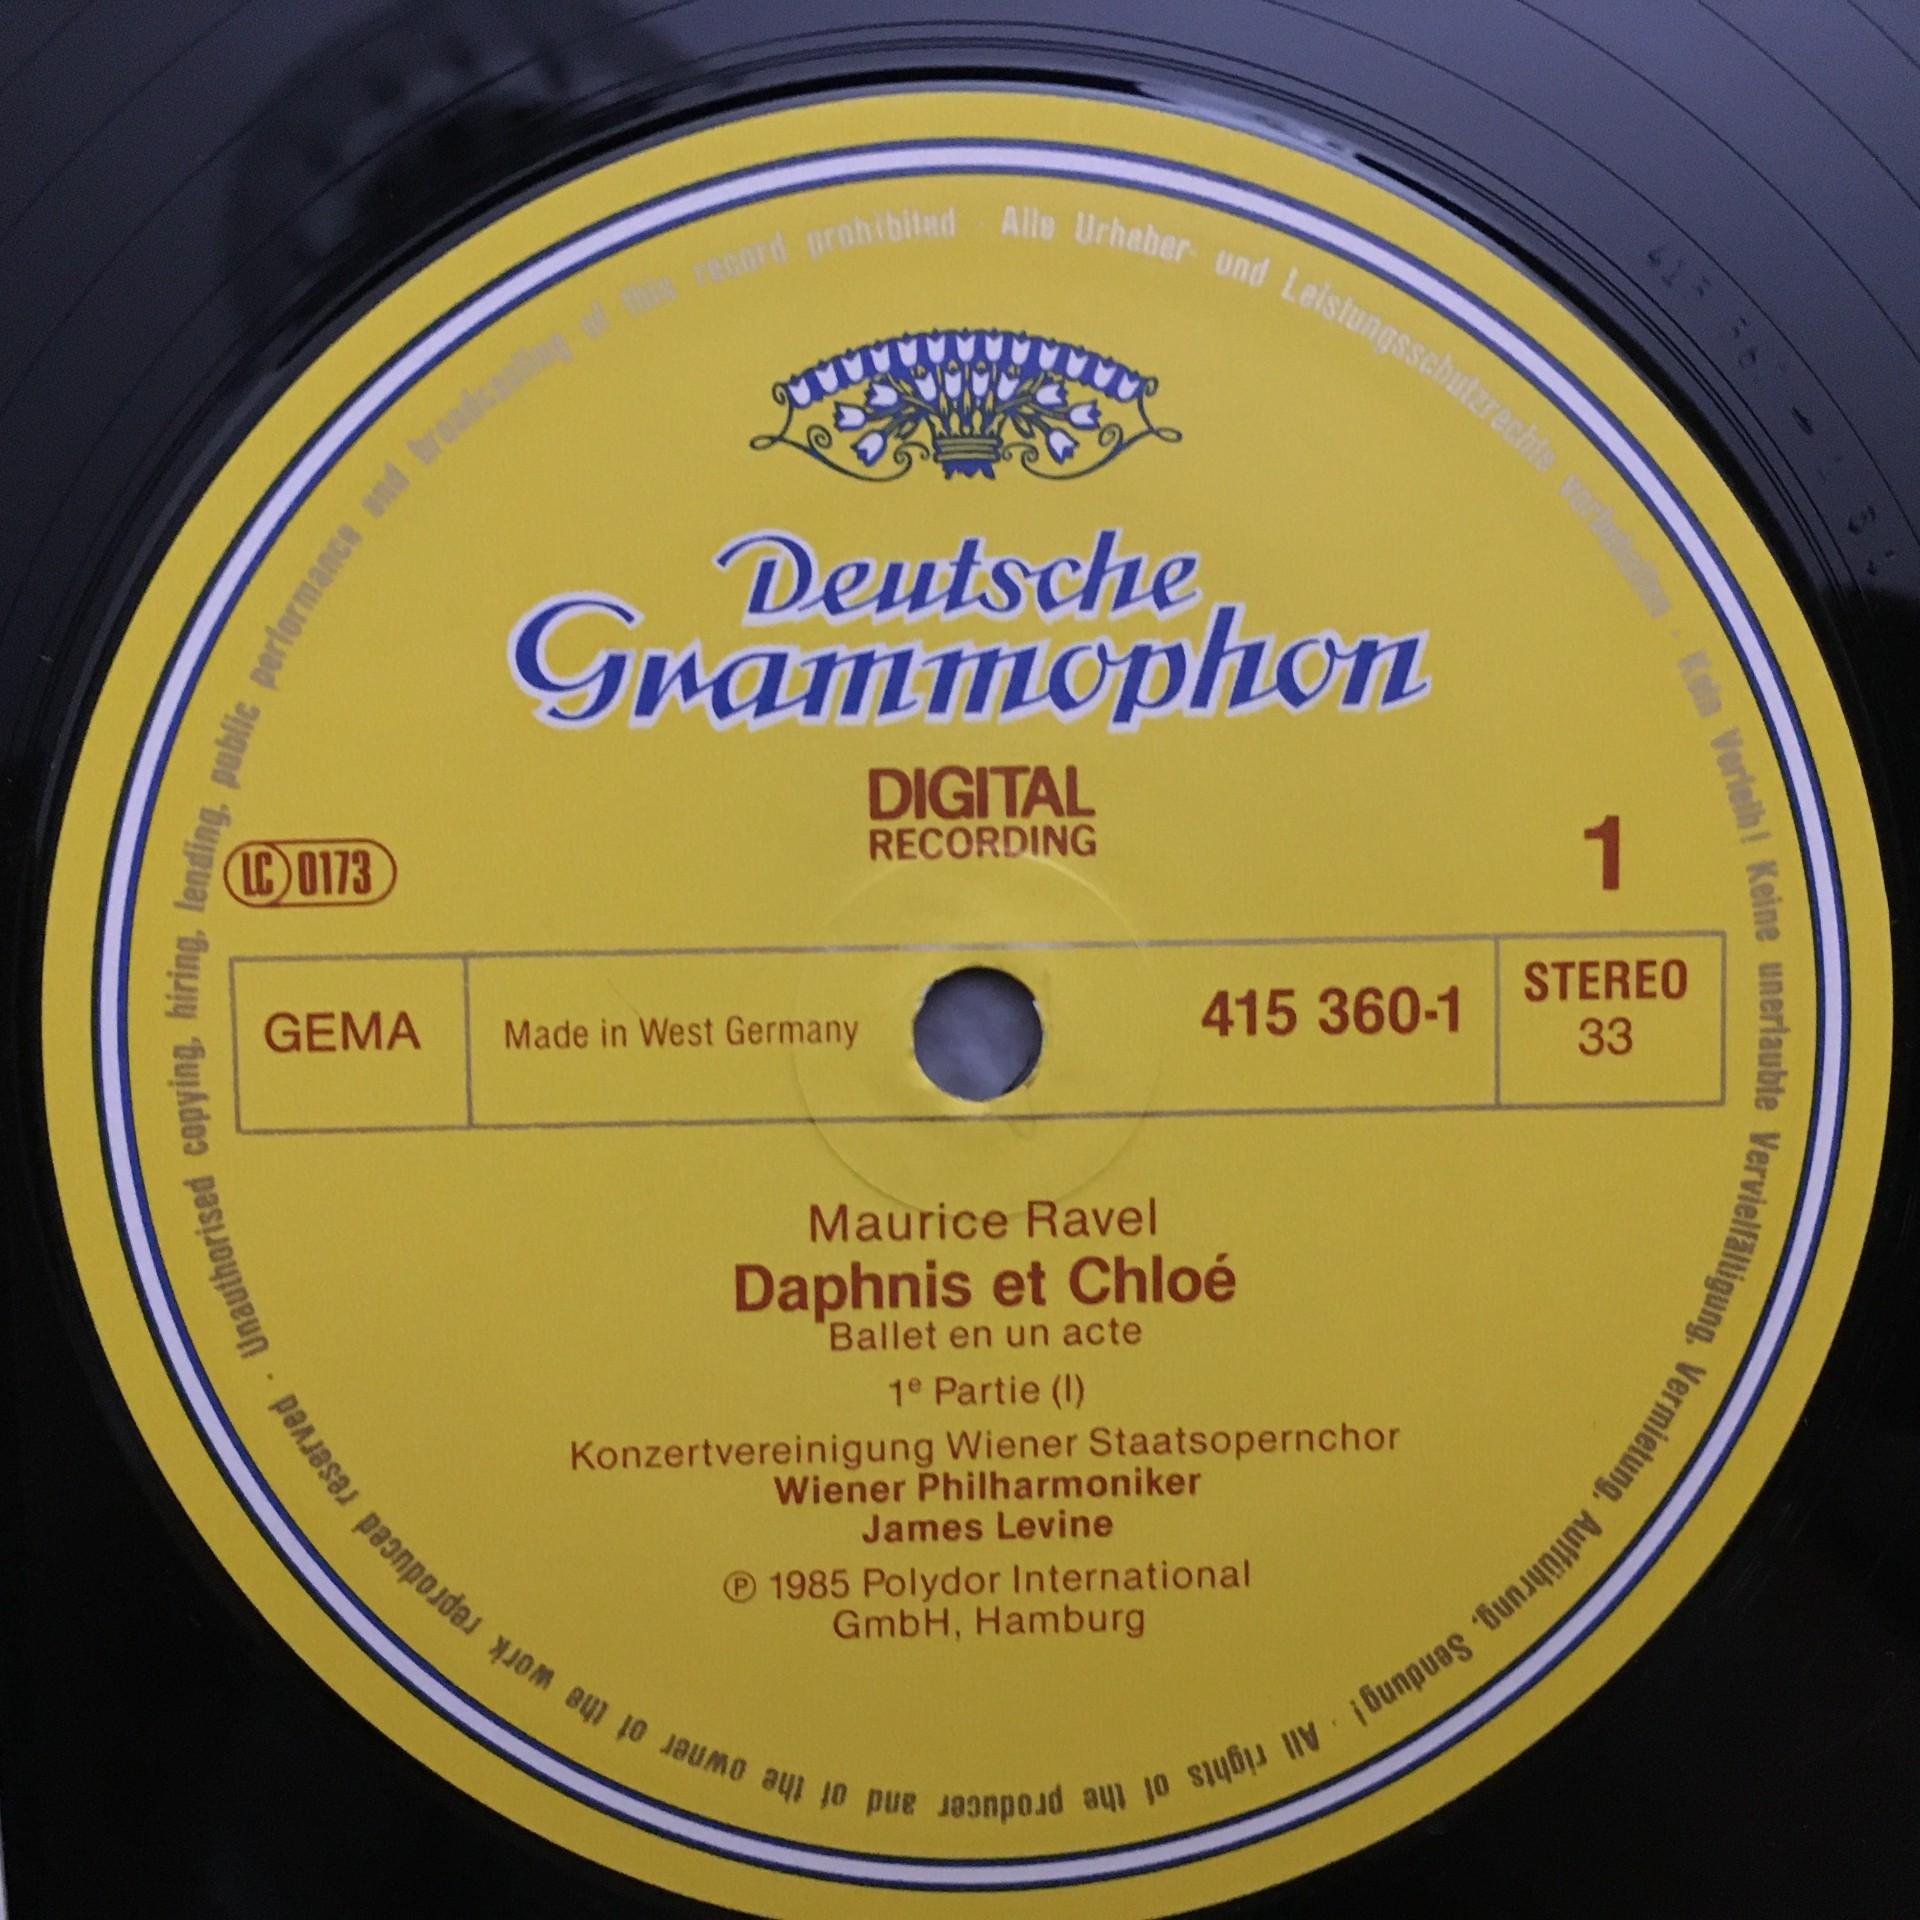 Deutsche
Grammophon
DIGITAL
RECORDING
LC 0173
1
GEMA
Made in West Germany
415 360-1
STEREO
33
Maurice Ravel
Daphnis et Chloé
Ballet en un acte
1e Partie (I)
Konzertvereinigung Wiener Staatsopernchor
Wiener Philharmoniker
James Levine
℗ 1985 Polydor International
GmbH, Hamburg
Alle Urheber- und Leistungsschutzrechte vorbehalten · Kein Verleih! Keine unerlaubte Vervielfältigung, Vermietung, Aufführung, Sendung! · All rights of the producer and of the owner of the work reproduced reserved · Unauthorised copying, hiring, lending, public performance and broadcasting of this record prohibited ·